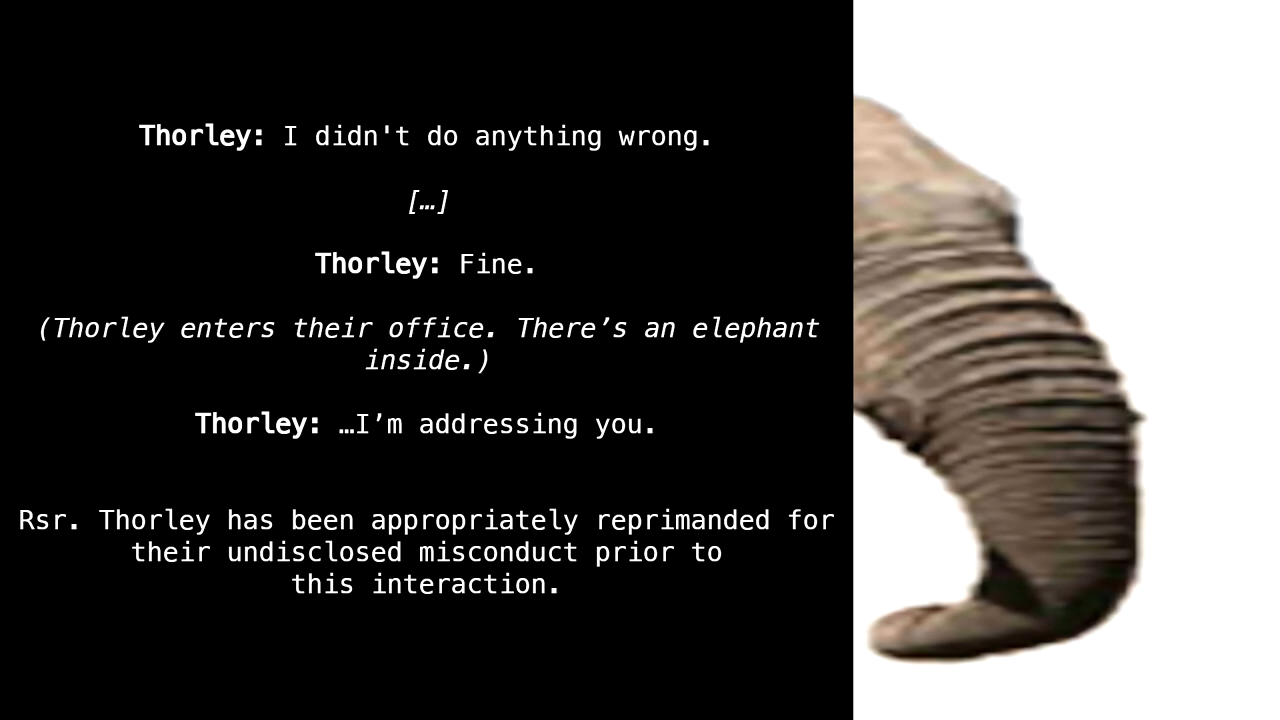 Thorley: I didn't do anything wrong.
[…]
Thorley: Fine.
(Thorley enters their office. There’s an elephant
inside.)
Thorley: …I’m addressing you.
Rsr. Thorley has been appropriately reprimanded for
their undisclosed misconduct prior to
this interaction.